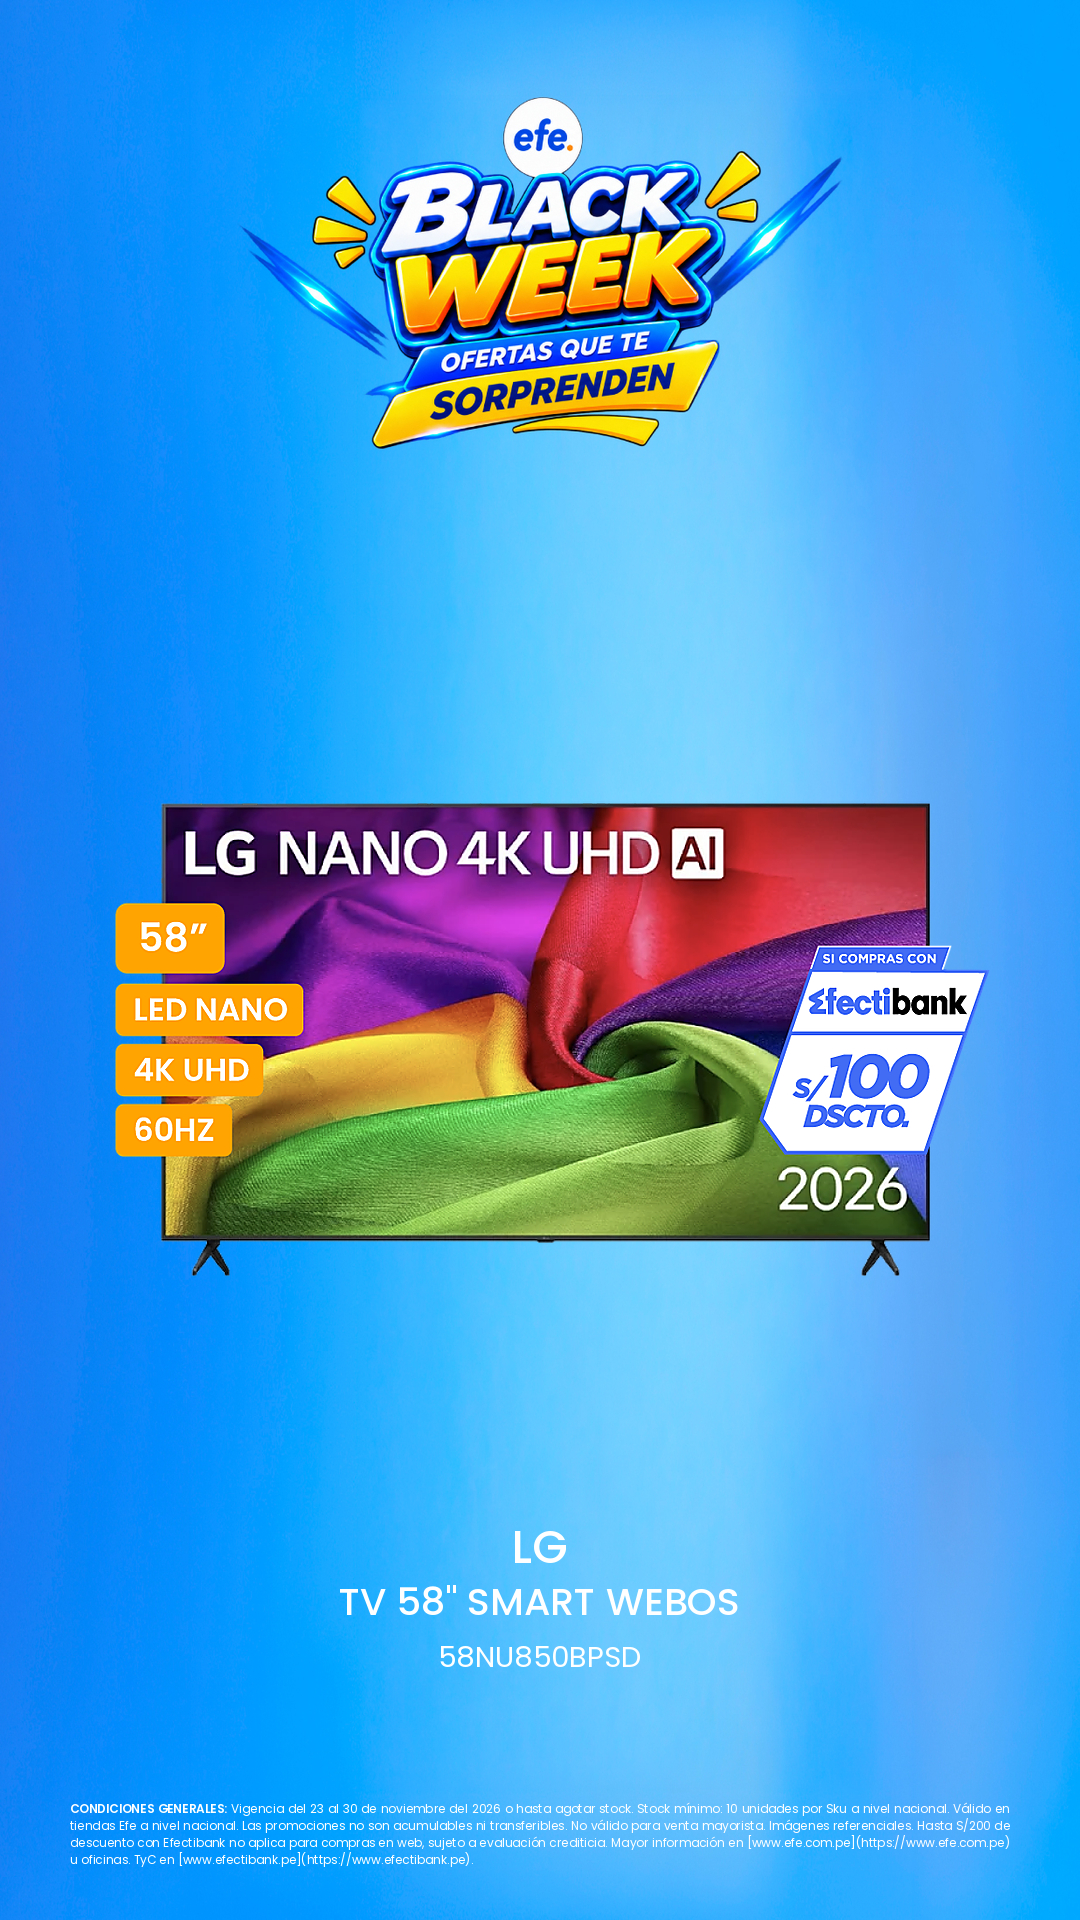 efe.
BLACK
WEEK
OFERTAS QUE TE
SORPRENDEN
LG NANO 4K UHD AI
58”
LED NANO
4K UHD
60HZ
SI COMPRAS CON
Efectibank
S/100
DSCTO.
2026
LG
TV 58" SMART WEBOS
58NU850BPSD
CONDICIONES GENERALES: Vigencia del 23 al 30 de noviembre del 2026 o hasta agotar stock. Stock mínimo: 10 unidades por Sku a nivel nacional. Válido en
tiendas Efe a nivel nacional. Las promociones no son acumulables ni transferibles. No válido para venta mayorista. Imágenes referenciales. Hasta S/200 de
descuento con Efectibank no aplica para compras en web, sujeto a evaluación crediticia. Mayor información en [www.efe.com.pe](https://www.efe.com.pe)
u oficinas. TyC en [www.efectibank.pe](https://www.efectibank.pe).